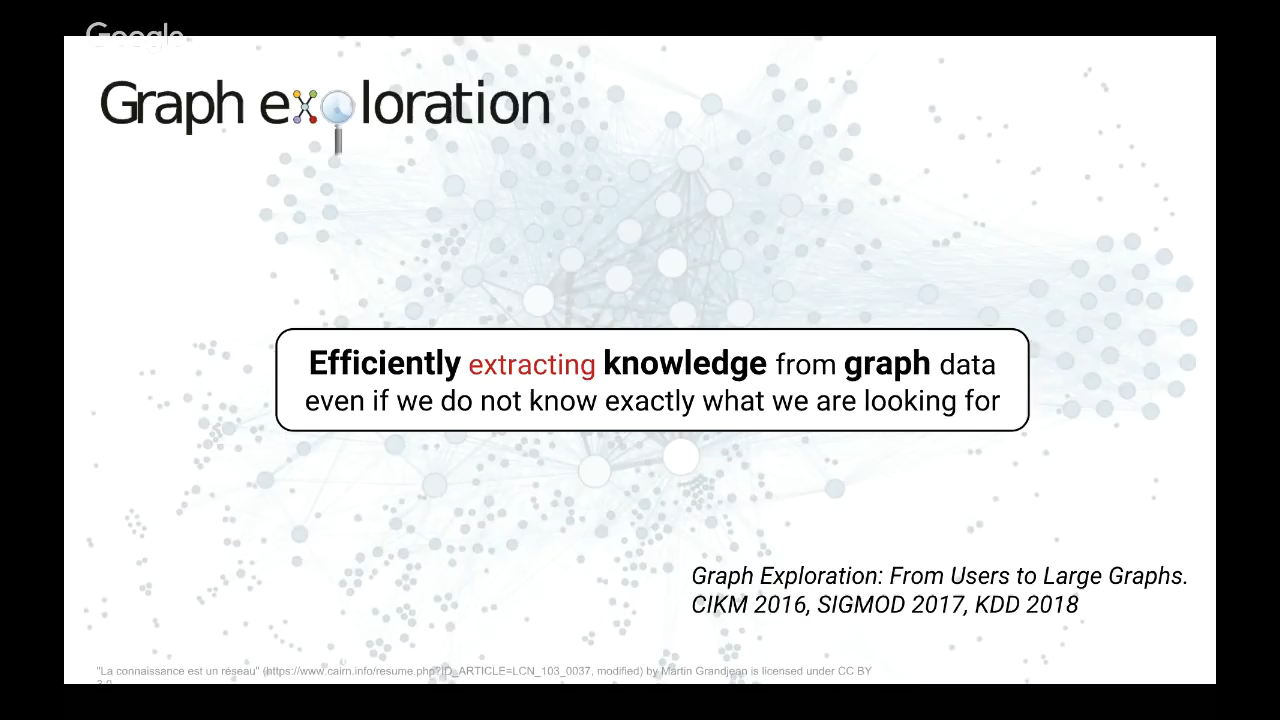 Google
Graph exploration
Efficiently extracting knowledge from graph data
even if we do not know exactly what we are looking for
Graph Exploration: From Users to Large Graphs.
CIKM 2016, SIGMOD 2017, KDD 2018
"La connaissance est un réseau" (https://www.cairn.info/resume.php?ID_ARTICLE=LCN_103_0037, modified) by Martin Grandjean is licensed under CC BY
3.0